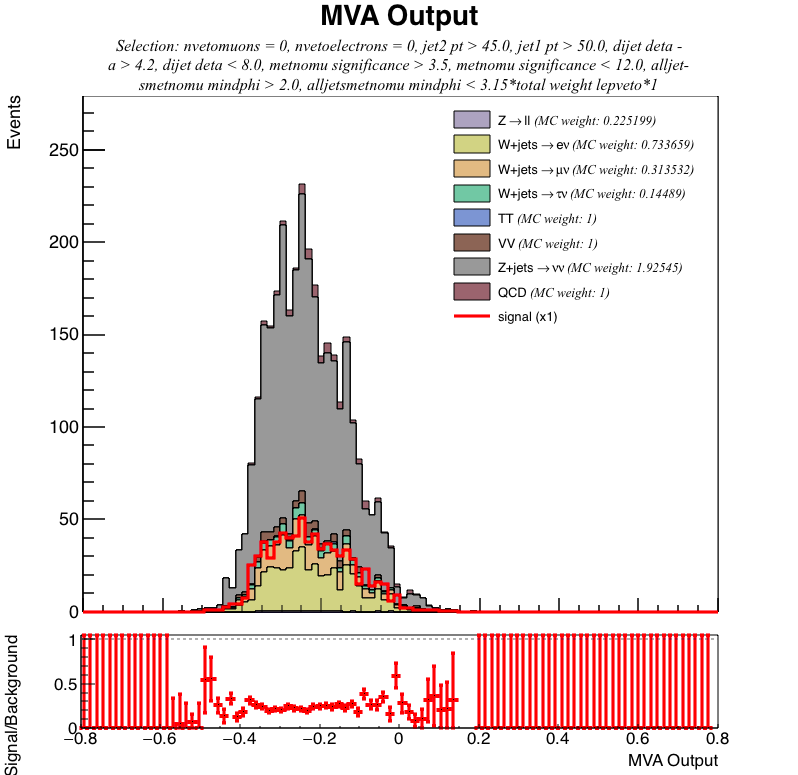 MVA Output
Selection: nvetomuons = 0, nvetoelectrons = 0, jet2 pt > 45.0, jet1 pt > 50.0, dijet deta -
a > 4.2, dijet deta < 8.0, metnomu significance > 3.5, metnomu significance < 12.0, alljet-
smetnomu mindphi > 2.0, alljetsmetnomu mindphi < 3.15*total weight lepveto*1
Events
250
200
150
100
50
0
Z→ll (MC weight: 0.225199)
W+jets→eν (MC weight: 0.733659)
W+jets→μν (MC weight: 0.313532)
W+jets→τν (MC weight: 0.14489)
TT (MC weight: 1)
VV (MC weight: 1)
Z+jets→νν (MC weight: 1.92545)
QCD (MC weight: 1)
signal (x1)
Signal/Background
1
0.5
0
−0.8 −0.6 −0.4 −0.2 0 0.2 0.4 0.6 0.8
MVA Output